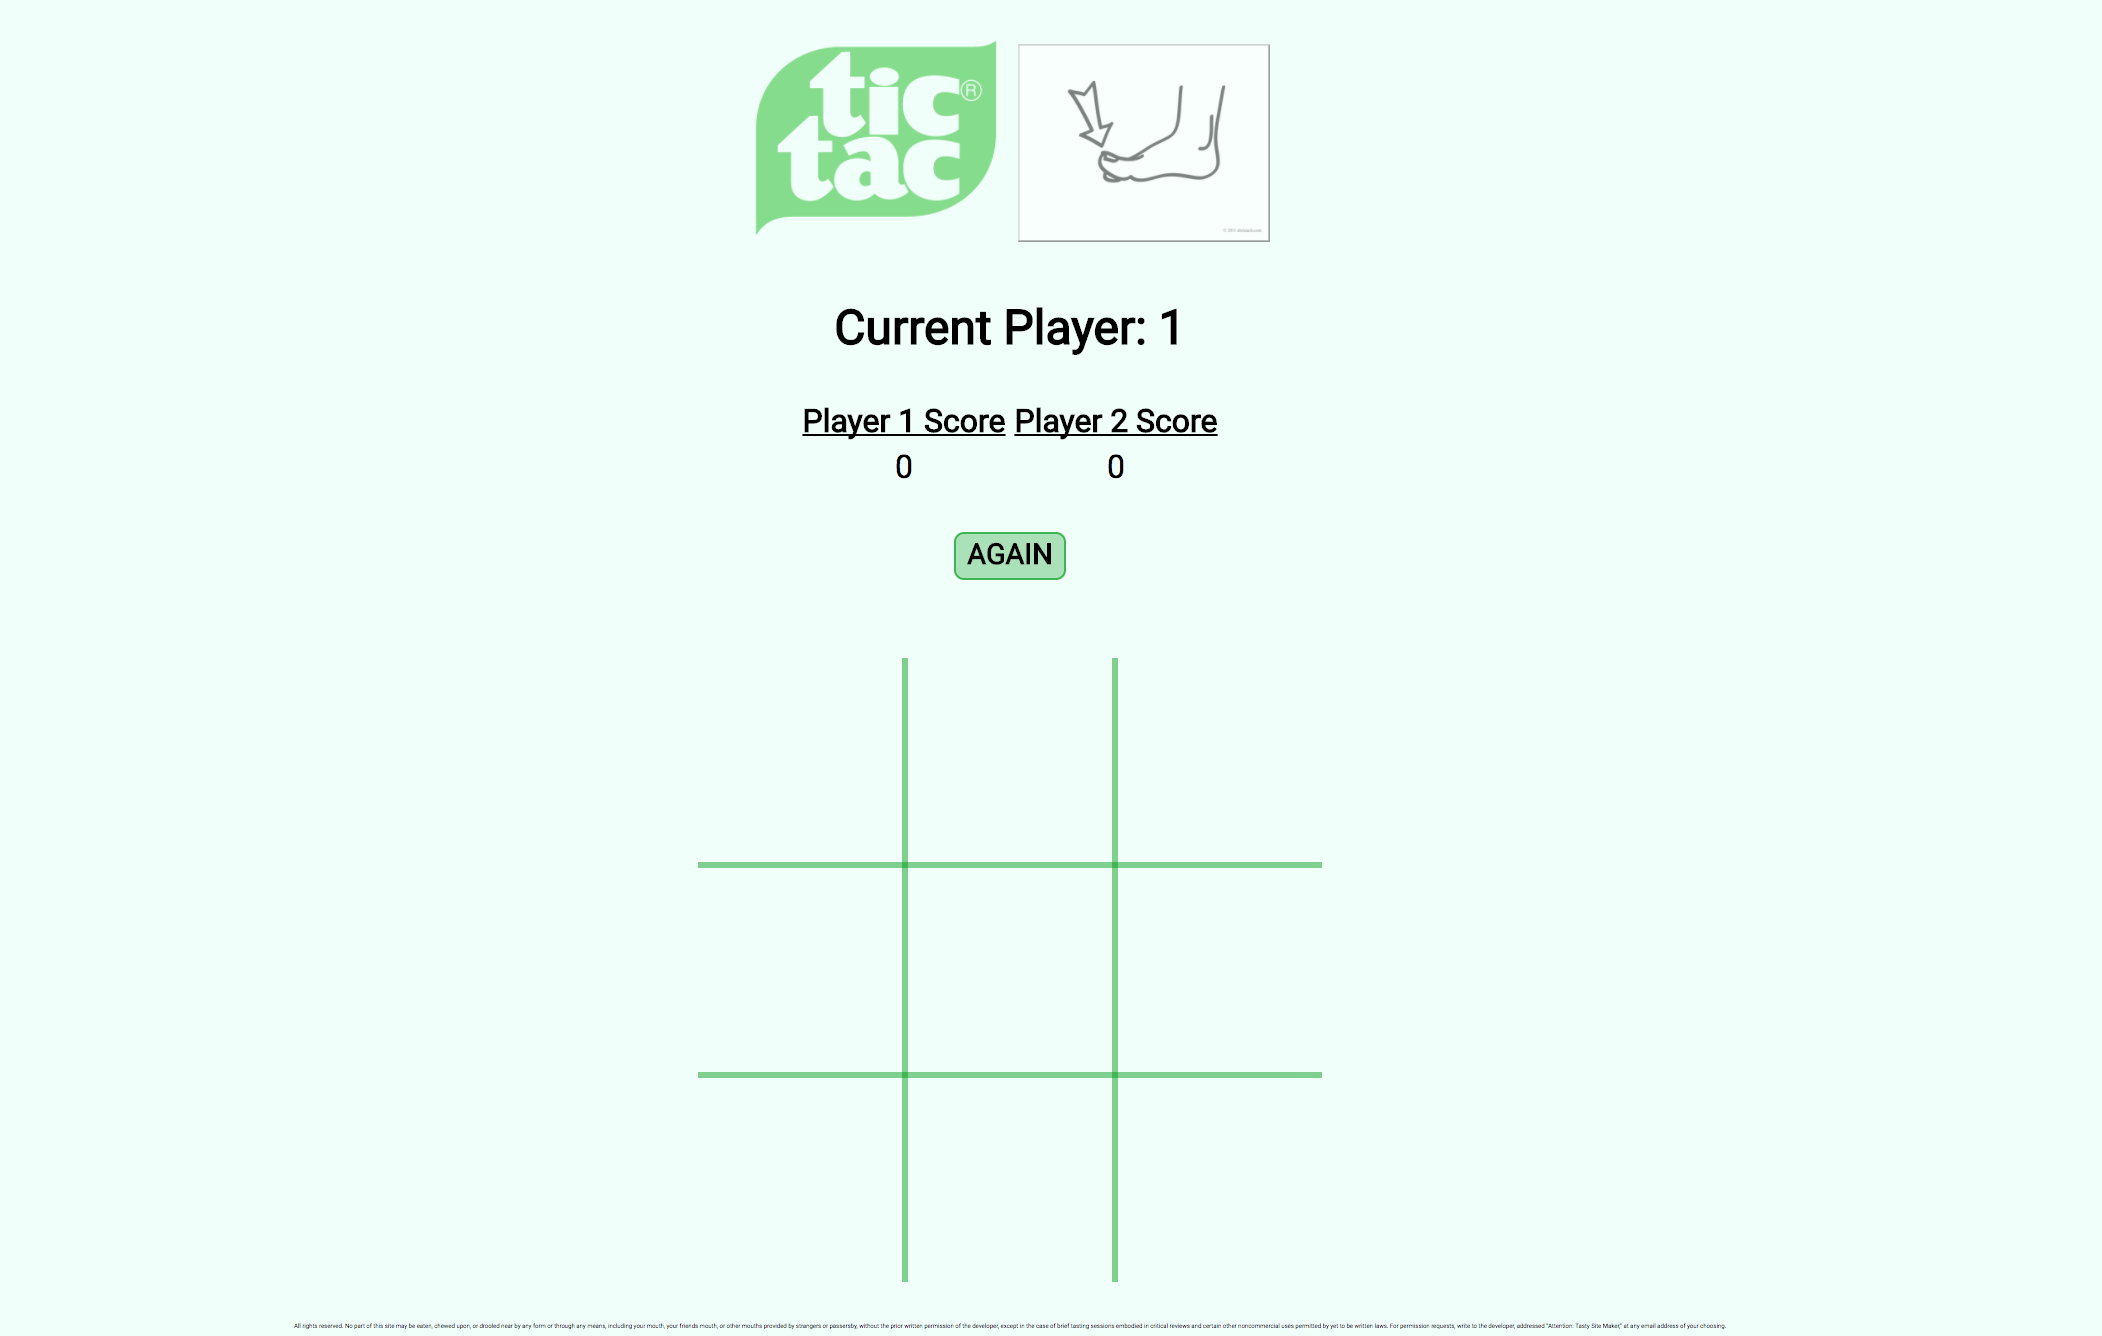 tic®
tac
Current Player: 1
Player 1 Score Player 2 Score
0 0
AGAIN
All rights reserved. No part of this site may be eaten, chewed upon, or drooled near by any form or through any means, including your mouth, your friends mouth, or other mouths provided by strangers or passersby, without the prior written permission of the developer, except in the case of brief tasting sessions embodied in critical reviews and certain other noncommercial uses permitted by yet to be written laws. For permission requests, write to the developer, addressed "Attention: Tasty Site Maker," at any email address of your choosing.